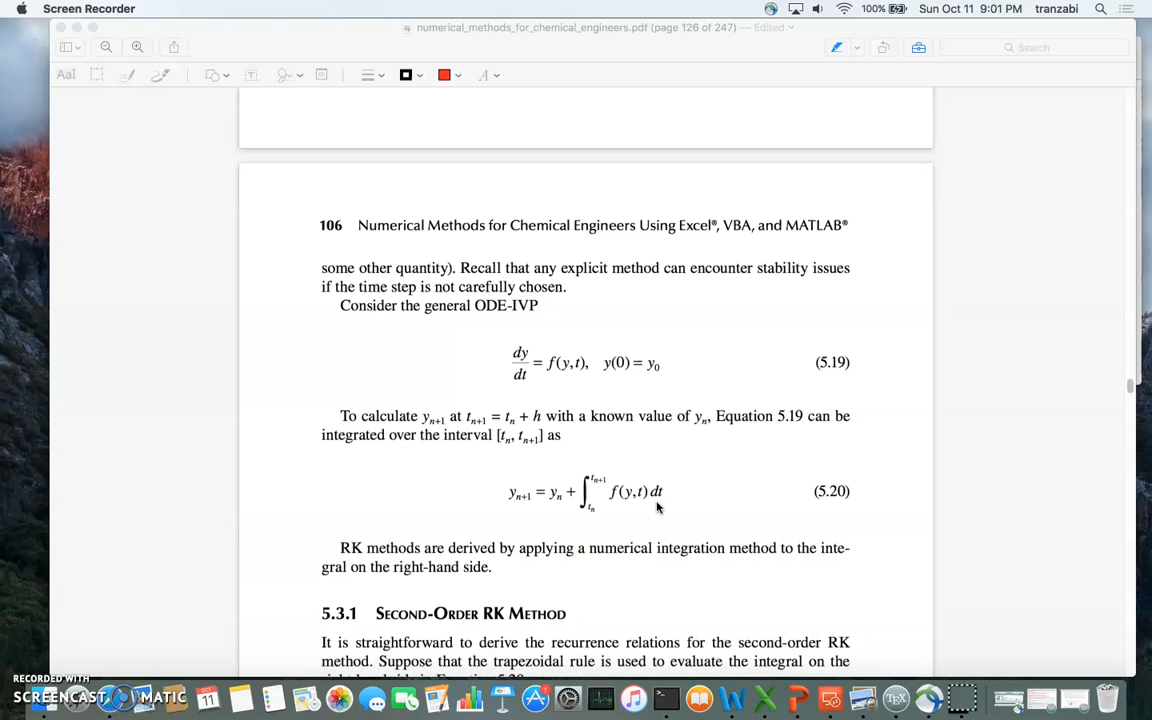 Screen Recorder
100%
Sun Oct 11 9:01 PM
tranzabi
numerical_methods_for_chemical_engineers.pdf (page 126 of 247) — Edited
Search
106 Numerical Methods for Chemical Engineers Using Excel®, VBA, and MATLAB®
some other quantity). Recall that any explicit method can encounter stability issues
if the time step is not carefully chosen.
Consider the general ODE-IVP
dy/dt = f(y,t), y(0) = y₀ (5.19)
To calculate yₙ₊₁ at tₙ₊₁ = tₙ + h with a known value of yₙ, Equation 5.19 can be
integrated over the interval [tₙ, tₙ₊₁] as
yₙ₊₁ = yₙ + ∫ₜₙ^tₙ₊₁ f(y,t) dt (5.20)
RK methods are derived by applying a numerical integration method to the inte-
gral on the right-hand side.
5.3.1 Second-Order RK Method
It is straightforward to derive the recurrence relations for the second-order RK
method. Suppose that the trapezoidal rule is used to evaluate the integral on the
RECORDED WITH
SCREENCAST MATIC